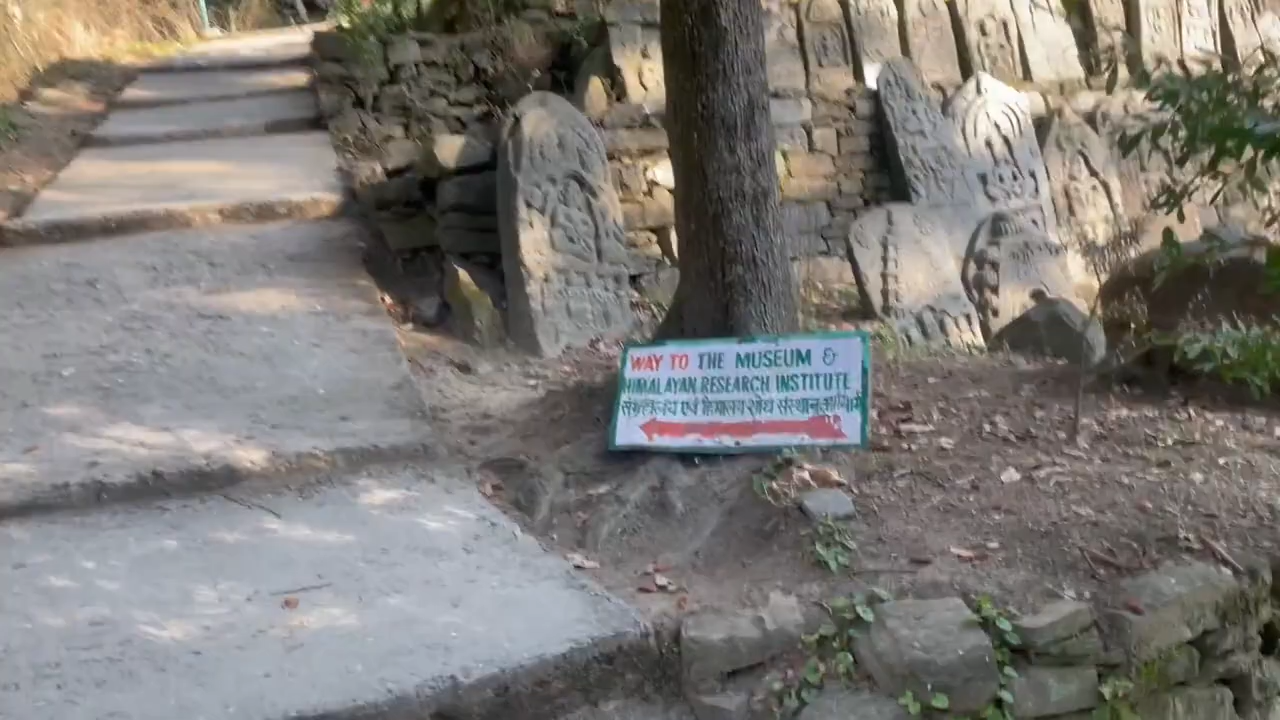 WAY TO THE MUSEUM &
HIMALAYAN RESEARCH INSTITUTE
संग्रहालय एवं हिमालय शोध संस्थान